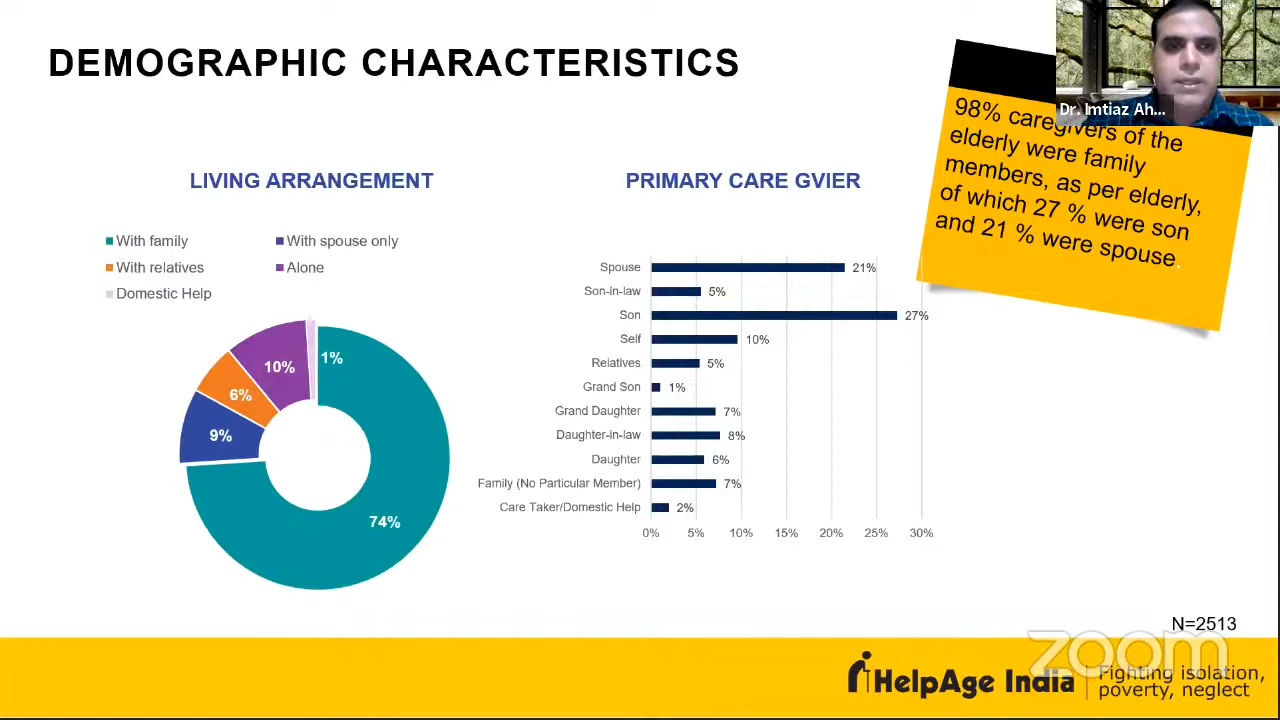 DEMOGRAPHIC CHARACTERISTICS
Dr. Imtiaz Ah...
98% caregivers of the
elderly were family
members, as per elderly,
of which 27 % were son
and 21 % were spouse.
LIVING ARRANGEMENT
With family
With spouse only
With relatives
Alone
Domestic Help
1%
10%
6%
9%
74%
PRIMARY CARE GVIER
Spouse 21%
Son-in-law 5%
Son 27%
Self 10%
Relatives 5%
Grand Son 1%
Grand Daughter 7%
Daughter-in-law 8%
Daughter 6%
Family (No Particular Member) 7%
Care Taker/Domestic Help 2%
0% 5% 10% 15% 20% 25% 30%
N=2513
zoom
HelpAge India
Fighting isolation,
poverty, neglect